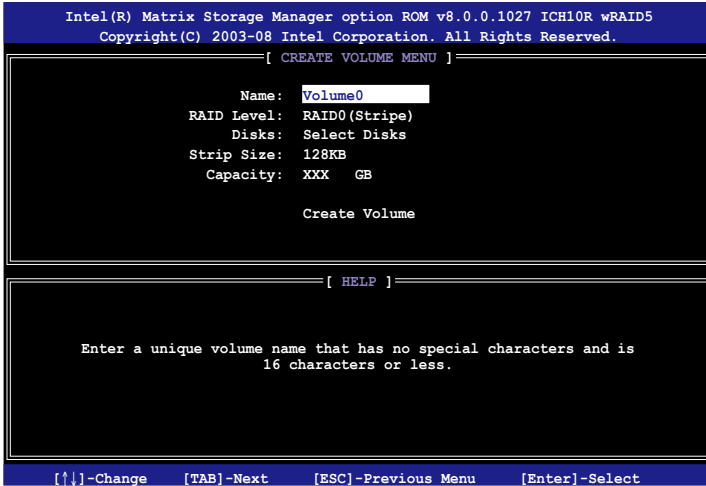 Intel(R) Matrix Storage Manager option ROM v8.0.0.1027 ICH10R wRAID5
Copyright(C) 2003-08 Intel Corporation. All Rights Reserved.
[ CREATE VOLUME MENU ]
Name: Volume0
RAID Level: RAID0(Stripe)
Disks: Select Disks
Strip Size: 128KB
Capacity: XXX GB
Create Volume
[ HELP ]
Enter a unique volume name that has no special characters and is
16 characters or less.
[↑↓]-Change [TAB]-Next [ESC]-Previous Menu [Enter]-Select